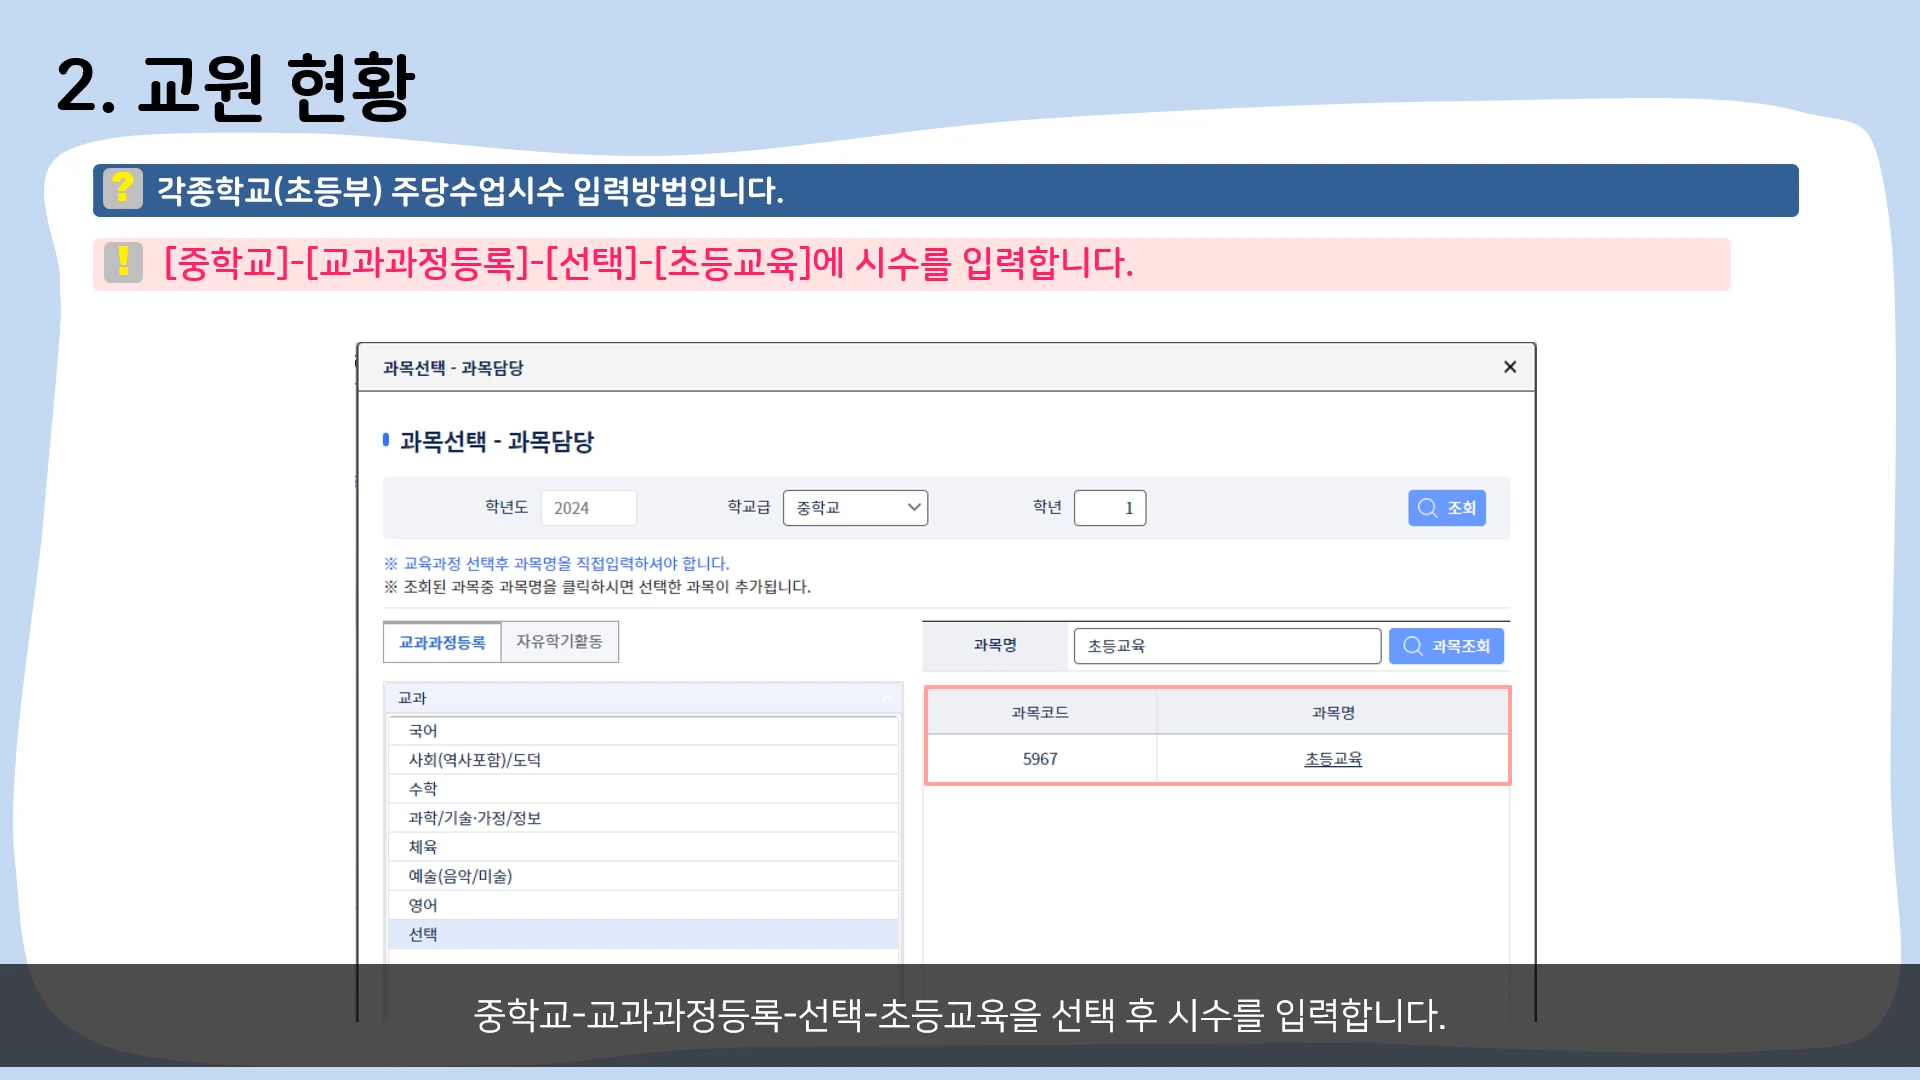 2. 교원 현황
? 각종학교(초등부) 주당수업시수 입력방법입니다.
! [중학교]-[교과과정등록]-[선택]-[초등교육]에 시수를 입력합니다.
과목선택 - 과목담당
과목선택 - 과목담당
학년도 2024 학교급 중학교 학년 1 조회
※ 교육과정 선택후 과목명을 직접입력하셔야 합니다.
※ 조회된 과목중 과목명을 클릭하시면 선택한 과목이 추가됩니다.
교과과정등록 자유학기활동
과목명 초등교육 과목조회
교과
국어
사회(역사포함)/도덕
수학
과학/기술·가정/정보
체육
예술(음악/미술)
영어
선택
과목코드 과목명
5967 초등교육
중학교-교과과정등록-선택-초등교육을 선택 후 시수를 입력합니다.